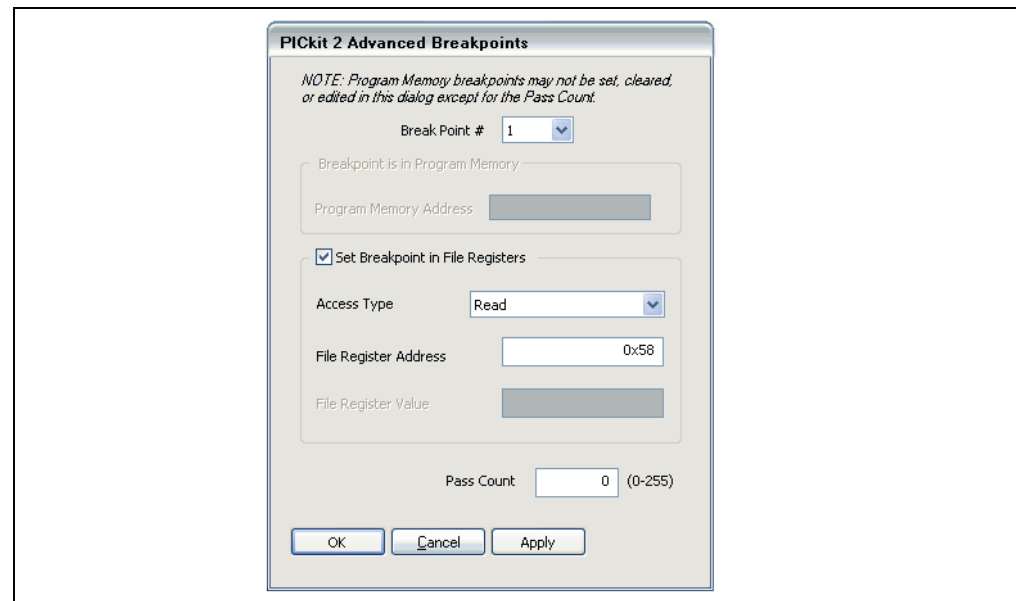 PICkit 2 Advanced Breakpoints
NOTE: Program Memory breakpoints may not be set, cleared,
or edited in this dialog except for the Pass Count.
Break Point # 1
Breakpoint is in Program Memory
Program Memory Address
Set Breakpoint in File Registers
Access Type Read
File Register Address 0x58
File Register Value
Pass Count 0 (0-255)
OK Cancel Apply